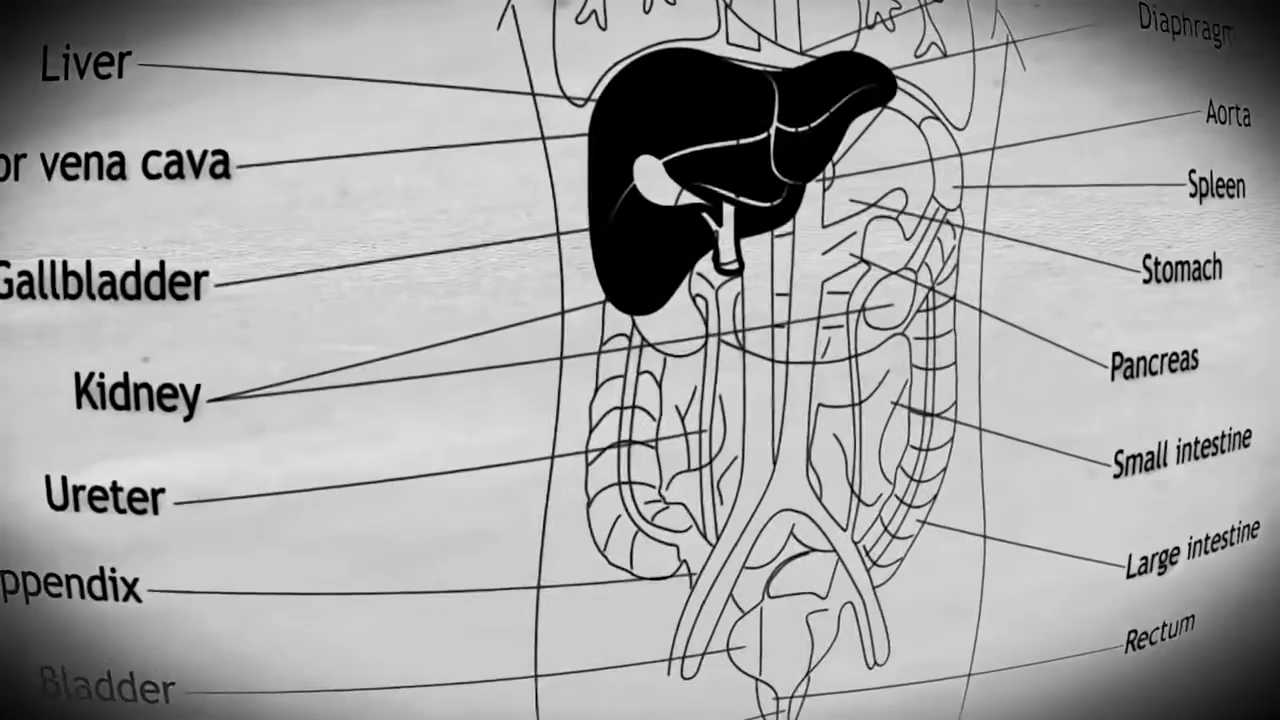 Liver
or vena cava
Gallbladder
Kidney
Ureter
ppendix
Bladder
Diaphragm
Aorta
Spleen
Stomach
Pancreas
Small intestine
Large intestine
Rectum